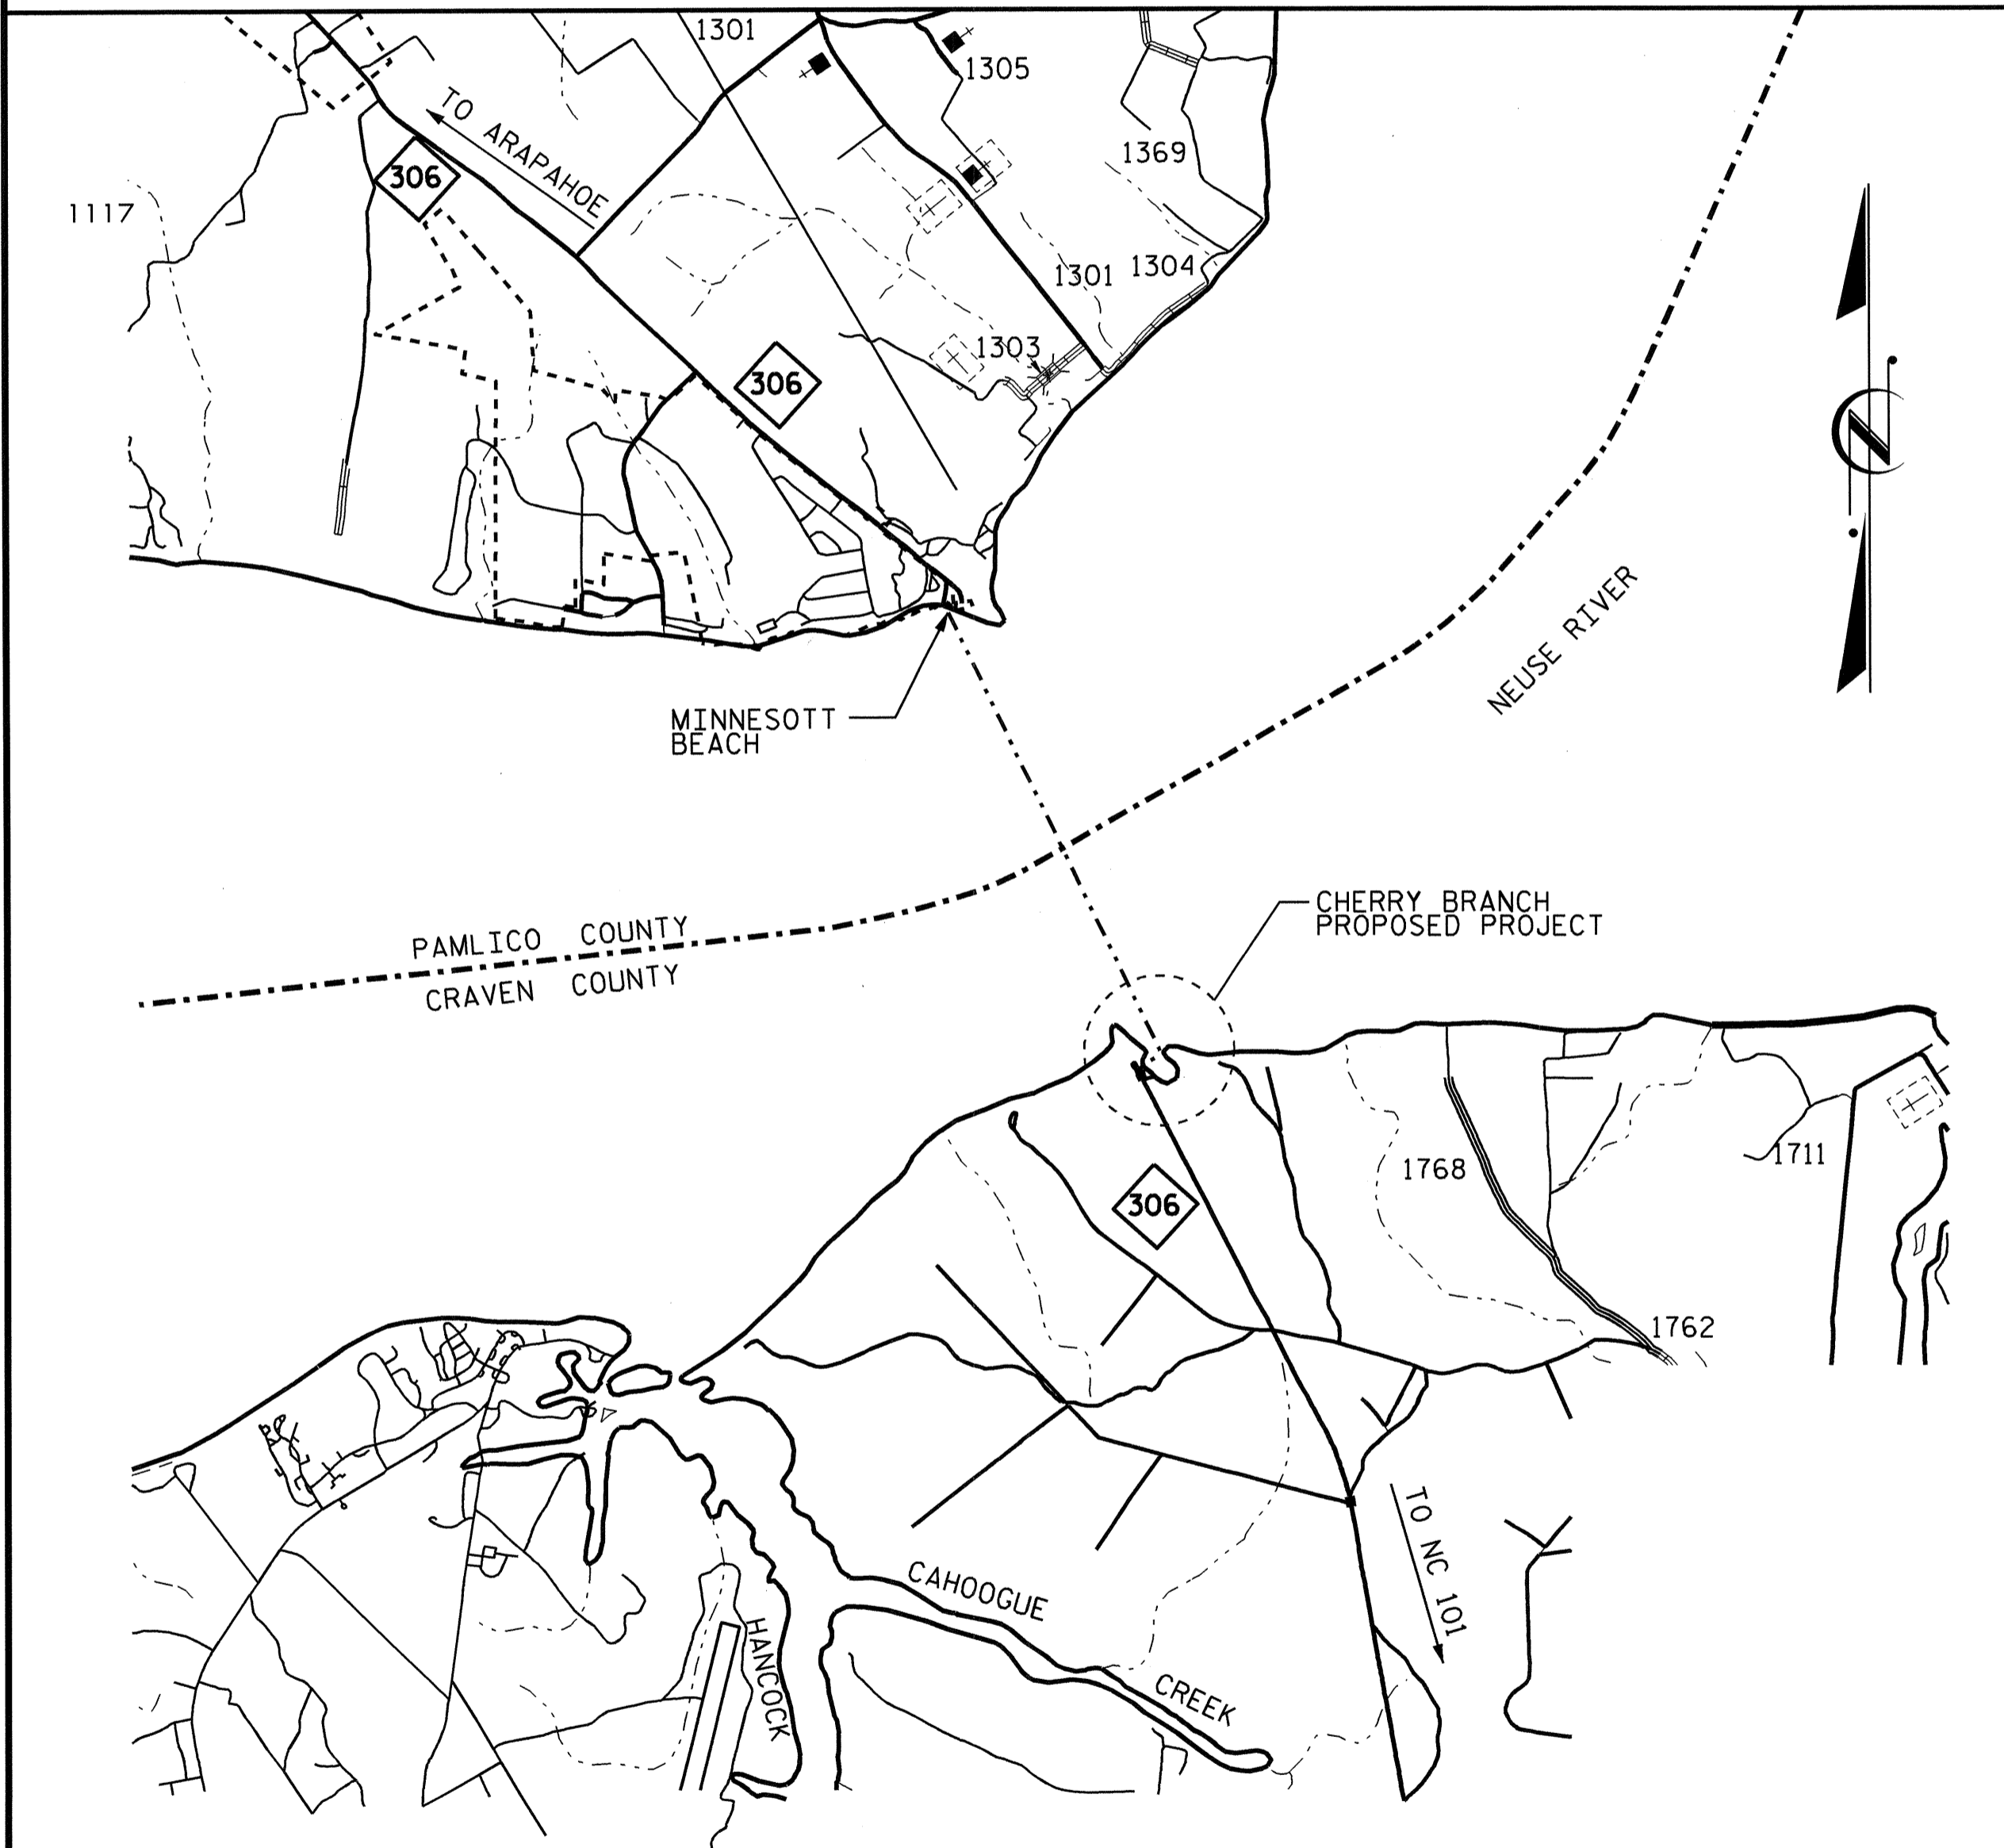 1301
1305
TO ARAPAHOE
1369
306
1117
1301
1304
1303
306
N
NEUSE RIVER
MINNESOTT
BEACH
CHERRY BRANCH
PROPOSED PROJECT
PAMLICO COUNTY
CRAVEN COUNTY
1768
1711
306
1762
TO NC 101
CAHOOGUE
CREEK
HANCOCK